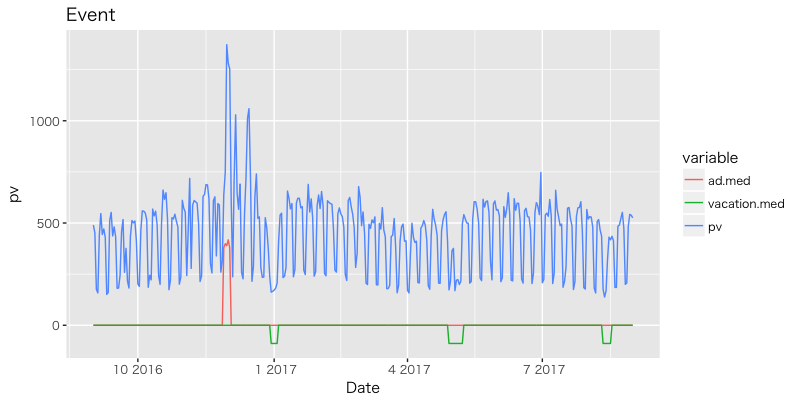 Event
1000
500
0
pv
10 2016
1 2017
4 2017
7 2017
Date
variable
ad.med
vacation.med
pv